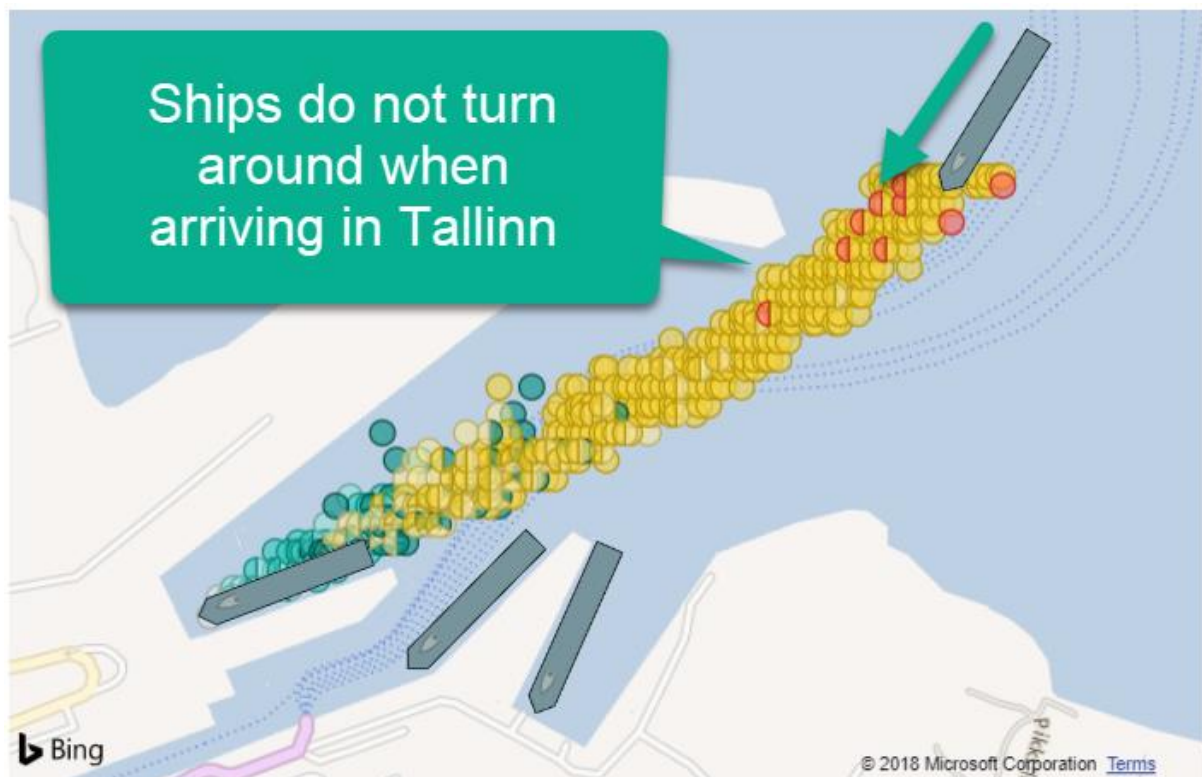 Ships do not turn
around when
arriving in Tallinn
Bing
© 2018 Microsoft Corporation Terms